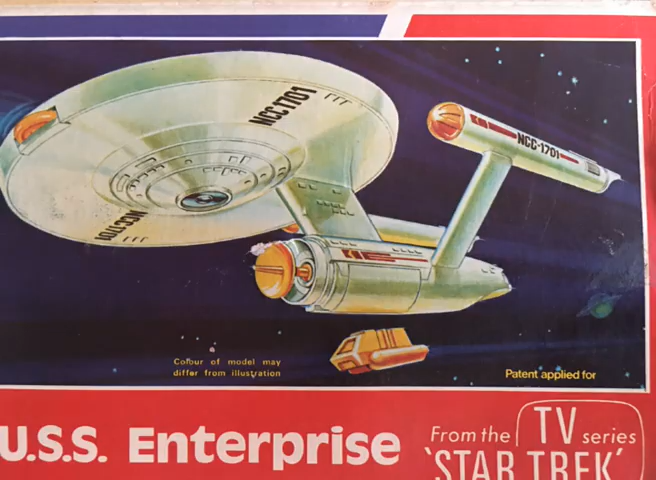 NCC-1701
NCC-1701
NCC-1701
Colour of model may
differ from illustration
Patent applied for
U.S.S. Enterprise
From the TV series
'STAR TREK'